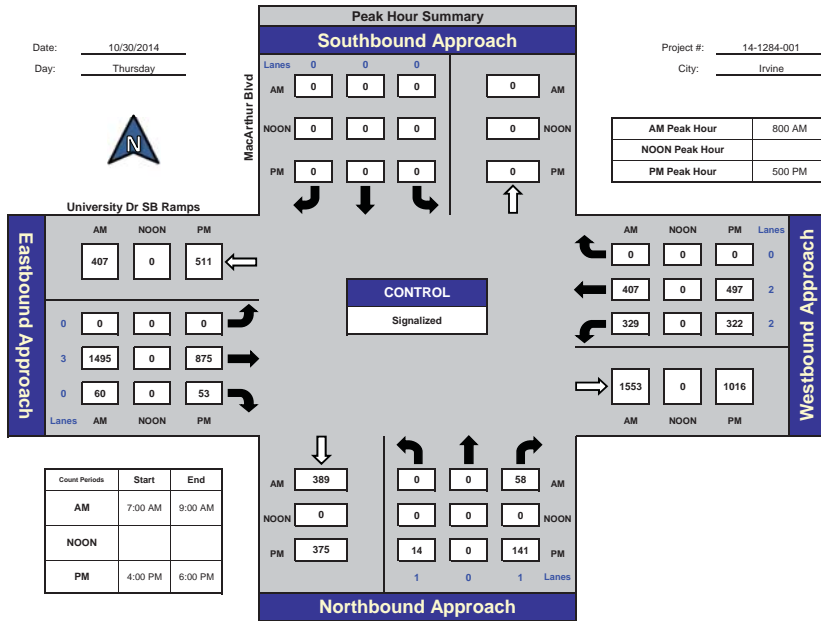 Peak Hour Summary
Date: 10/30/2014
Day: Thursday
Southbound Approach
Project #: 14-1284-001
City: Irvine
N
MacArthur Blvd
Lanes 0 0 0
AM 0 0 0 0 AM
NOON 0 0 0 0 NOON
PM 0 0 0 0 PM
AM Peak Hour 800 AM
NOON Peak Hour
PM Peak Hour 500 PM
University Dr SB Ramps
Eastbound Approach
AM NOON PM
407 0 511
0 0 0 0
3 1495 0 875
0 60 0 53
Lanes AM NOON PM
CONTROL
Signalized
AM NOON PM Lanes
0 0 0 0
407 0 497 2
329 0 322 2
1553 0 1016
AM NOON PM
Westbound Approach
Count Periods Start End
AM 7:00 AM 9:00 AM
NOON
PM 4:00 PM 6:00 PM
AM 389 0 0 58 AM
NOON 0 0 0 0 NOON
PM 375 14 0 141 PM
1 0 1 Lanes
Northbound Approach